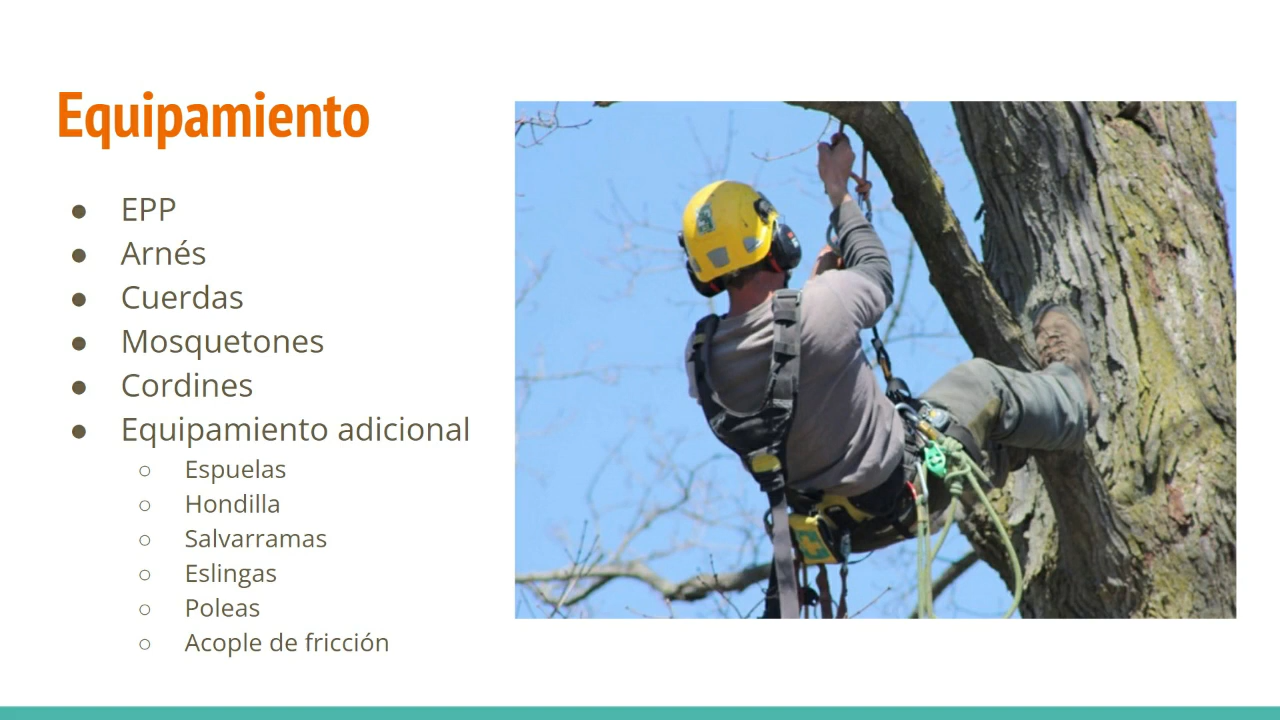 Equipamiento
● EPP
● Arnés
● Cuerdas
● Mosquetones
● Cordines
● Equipamiento adicional
○ Espuelas
○ Hondilla
○ Salvarramas
○ Eslingas
○ Poleas
○ Acople de fricción